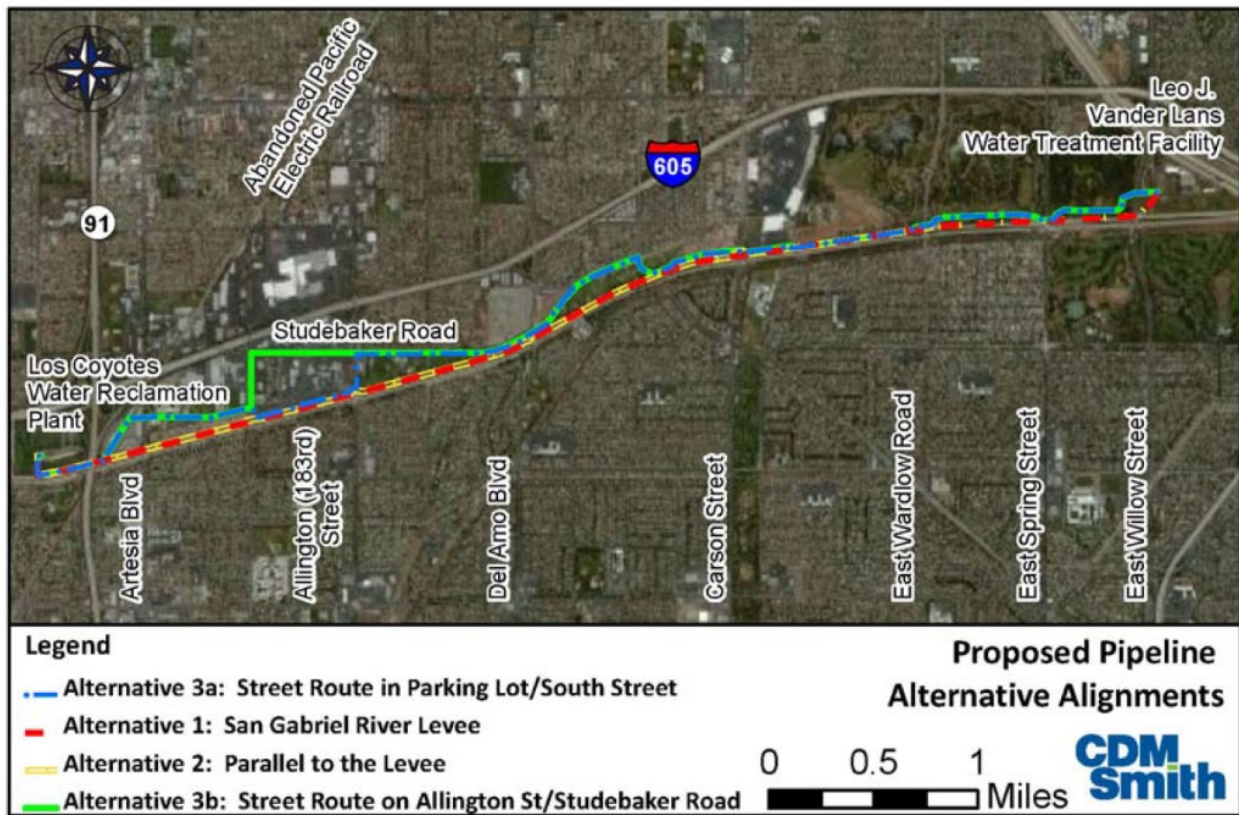 Abandoned Pacific
Electric Railroad
Leo J.
Vander Lans
Water Treatment Facility
605
91
Studebaker Road
Los Coyotes
Water Reclamation
Plant
Artesia Blvd
Allington (183rd)
Street
Del Amo Blvd
Carson Street
East Wardlow Road
East Spring Street
East Willow Street
Legend
Alternative 3a: Street Route in Parking Lot/South Street
Alternative 1: San Gabriel River Levee
Alternative 2: Parallel to the Levee
Alternative 3b: Street Route on Allington St/Studebaker Road
Proposed Pipeline
Alternative Alignments
0 0.5 1
Miles
CDM
Smith